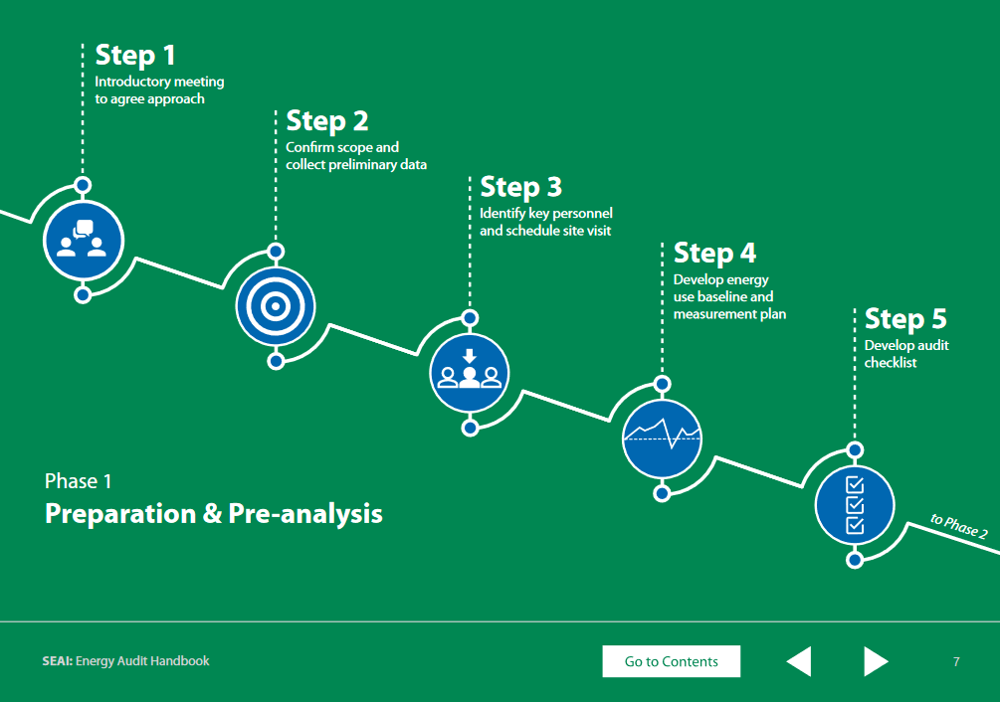 Step 1
Introductory meeting
to agree approach
Step 2
Confirm scope and
collect preliminary data
Step 3
Identify key personnel
and schedule site visit
Step 4
Develop energy
use baseline and
measurement plan
Step 5
Develop audit
checklist
Phase 1
Preparation & Pre-analysis
to Phase 2
SEAI: Energy Audit Handbook
Go to Contents
7